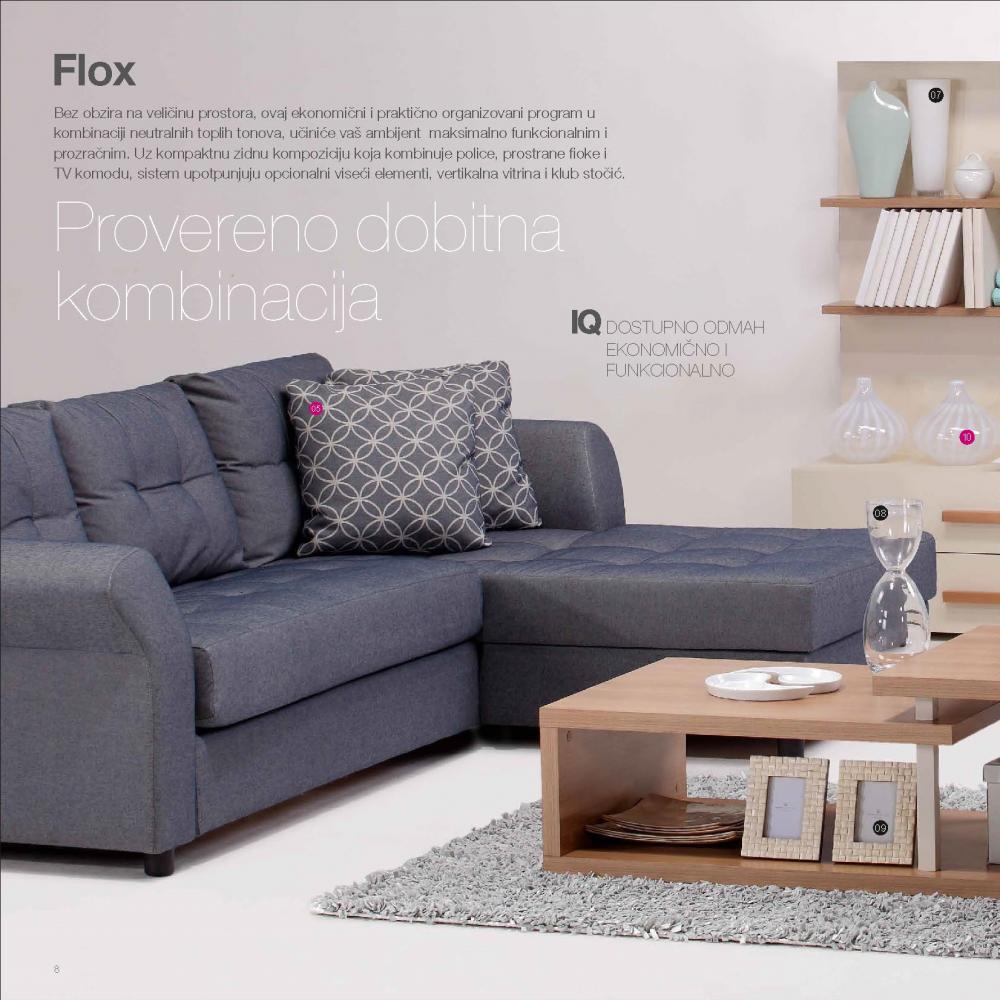 Flox
Bez obzira na veličinu prostora, ovaj ekonomični i praktično organizovani program u
kombinaciji neutralnih toplih tonova, učiniće vaš ambijent maksimalno funkcionalnim i
prozračnim. Uz kompaktnu zidnu kompoziciju koja kombinuje police, prostrane fioke i
TV komodu, sistem upotpunjuju opcionalni viseći elementi, vertikalna vitrina i klub stočić.
Provereno dobitna
kombinacija
IQ DOSTUPNO ODMAH
EKONOMIČNO I
FUNKCIONALNO
07
05
10
08
09
8